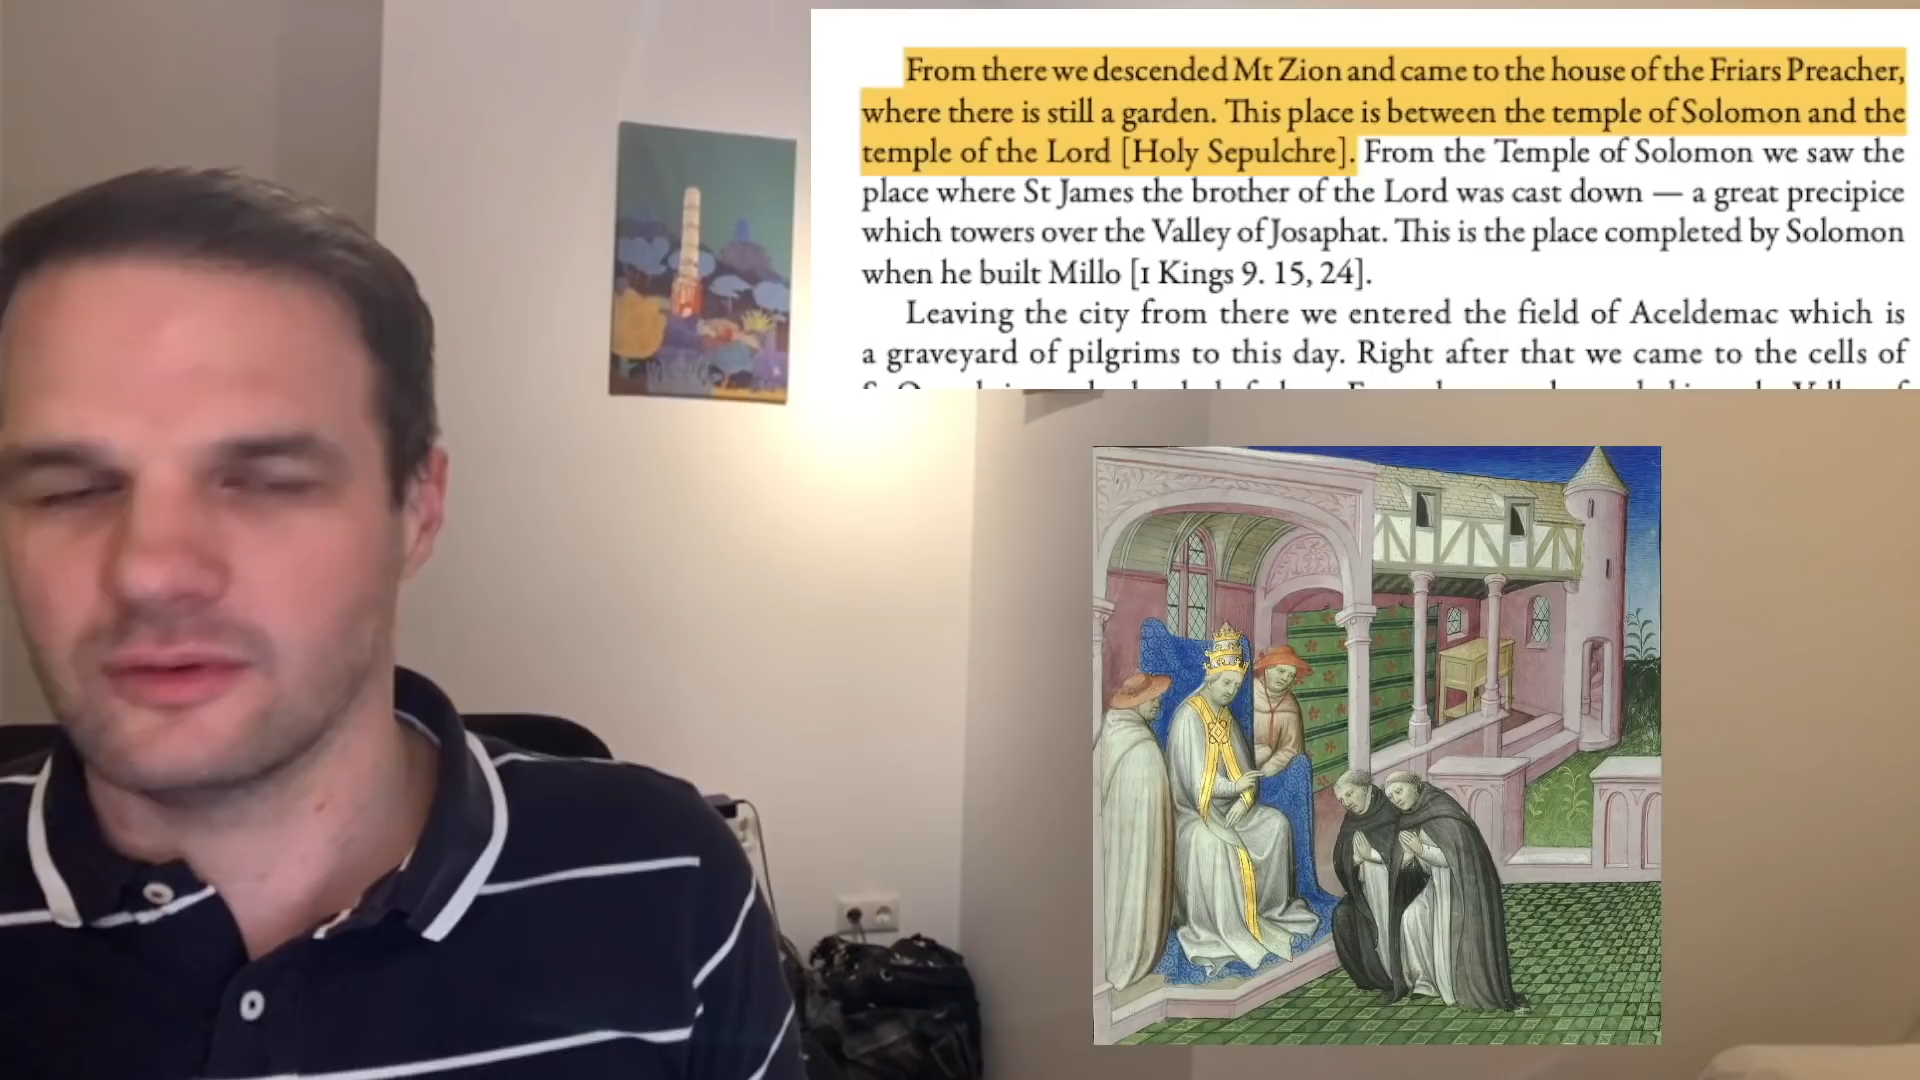 From there we descended Mt Zion and came to the house of the Friars Preacher,
where there is still a garden. This place is between the temple of Solomon and the
temple of the Lord [Holy Sepulchre]. From the Temple of Solomon we saw the
place where St James the brother of the Lord was cast down — a great precipice
which towers over the Valley of Josaphat. This is the place completed by Solomon
when he built Millo [1 Kings 9. 15, 24].
Leaving the city from there we entered the field of Aceldemac which is
a graveyard of pilgrims to this day. Right after that we came to the cells of